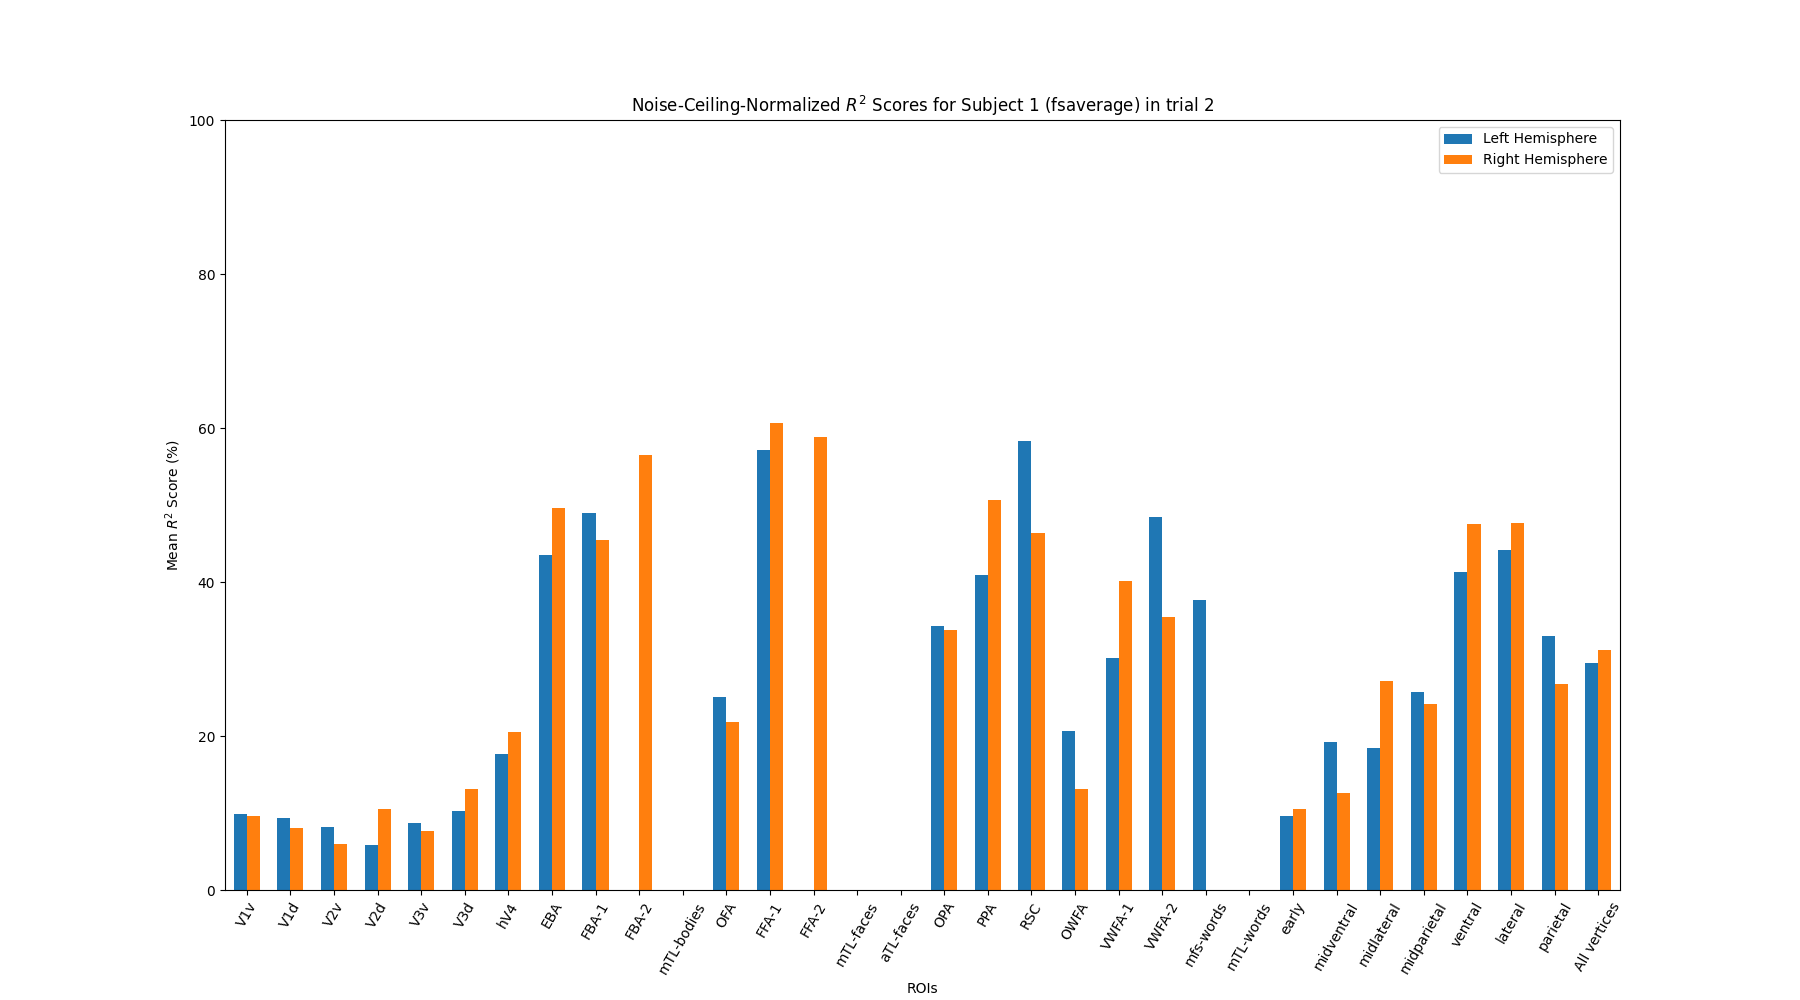 Noise-Ceiling-Normalized R² Scores for Subject 1 (fsaverage) in trial 2
Left Hemisphere
Right Hemisphere
100
80
60
40
20
0
Mean R² Score (%)
V1v
V1d
V2v
V2d
V3v
V3d
hV4
EBA
FBA-1
FBA-2
mTL-bodies
OFA
FFA-1
FFA-2
mTL-faces
aTL-faces
OPA
PPA
RSC
OWFA
VWFA-1
VWFA-2
mfs-words
mTL-words
early
midventral
midlateral
midparietal
ventral
lateral
parietal
All vertices
ROIs